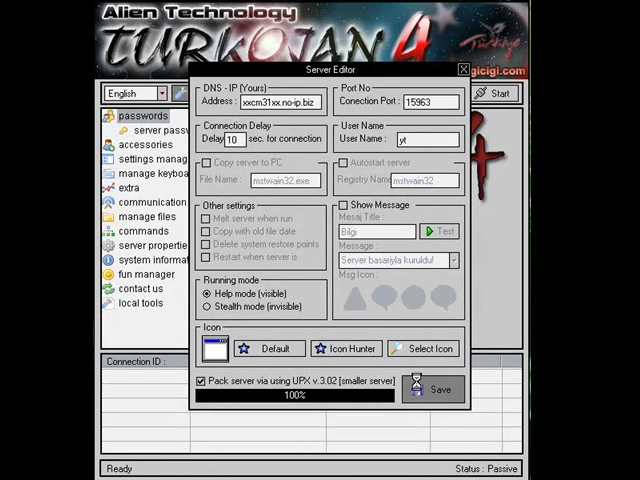 Alien Technology
TURKOJAN 4
Türkiye
Server Editor
English
Start
passwords
accessories
settings manag
manage keyboa
extra
communication
manage files
commands
server properti
system informa
fun manager
contact us
local tools
DNS - IP (Yours)
Address : xxcm31xx.no-ip.biz
Port No
Conection Port : 15963
Connection Delay
Delay 10 sec. for connection
User Name
User Name : yt
Copy server to PC
File Name : mstwain32.exe
Autostart server
Registry Name mstwain32
Other settings
Melt server when run
Copy with old file date
Delete system restore points
Restart when server is
Show Message
Mesaj Title :
Bilgi
Test
Message :
Server basariyla kuruldu!
Msg Icon :
Running mode
Help mode (visible)
Stealth mode (invisible)
Icon
Default
Icon Hunter
Select Icon
Pack server via using UPX v.3.02 (smaller server)
100%
Save
Connection ID :
Ready
Status : Passive